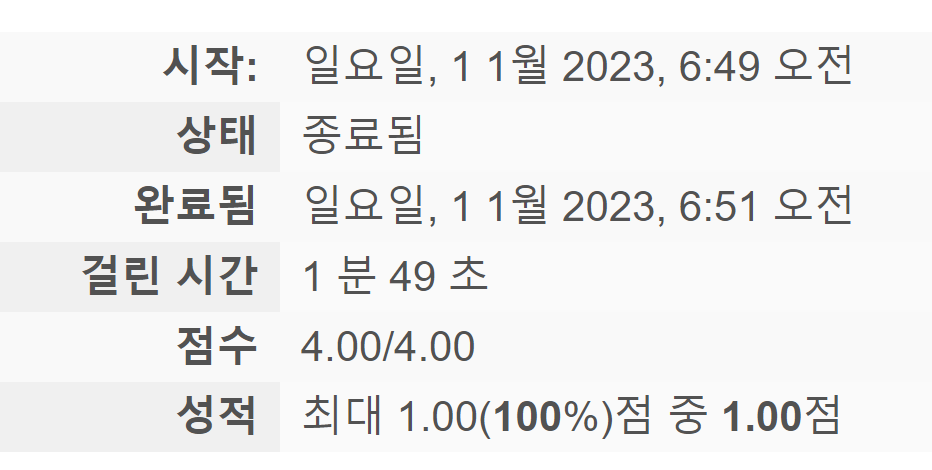 시작: 일요일, 1 1월 2023, 6:49 오전
상태 종료됨
완료됨 일요일, 1 1월 2023, 6:51 오전
걸린 시간 1 분 49 초
점수 4.00/4.00
성적 최대 1.00(100%)점 중 1.00점